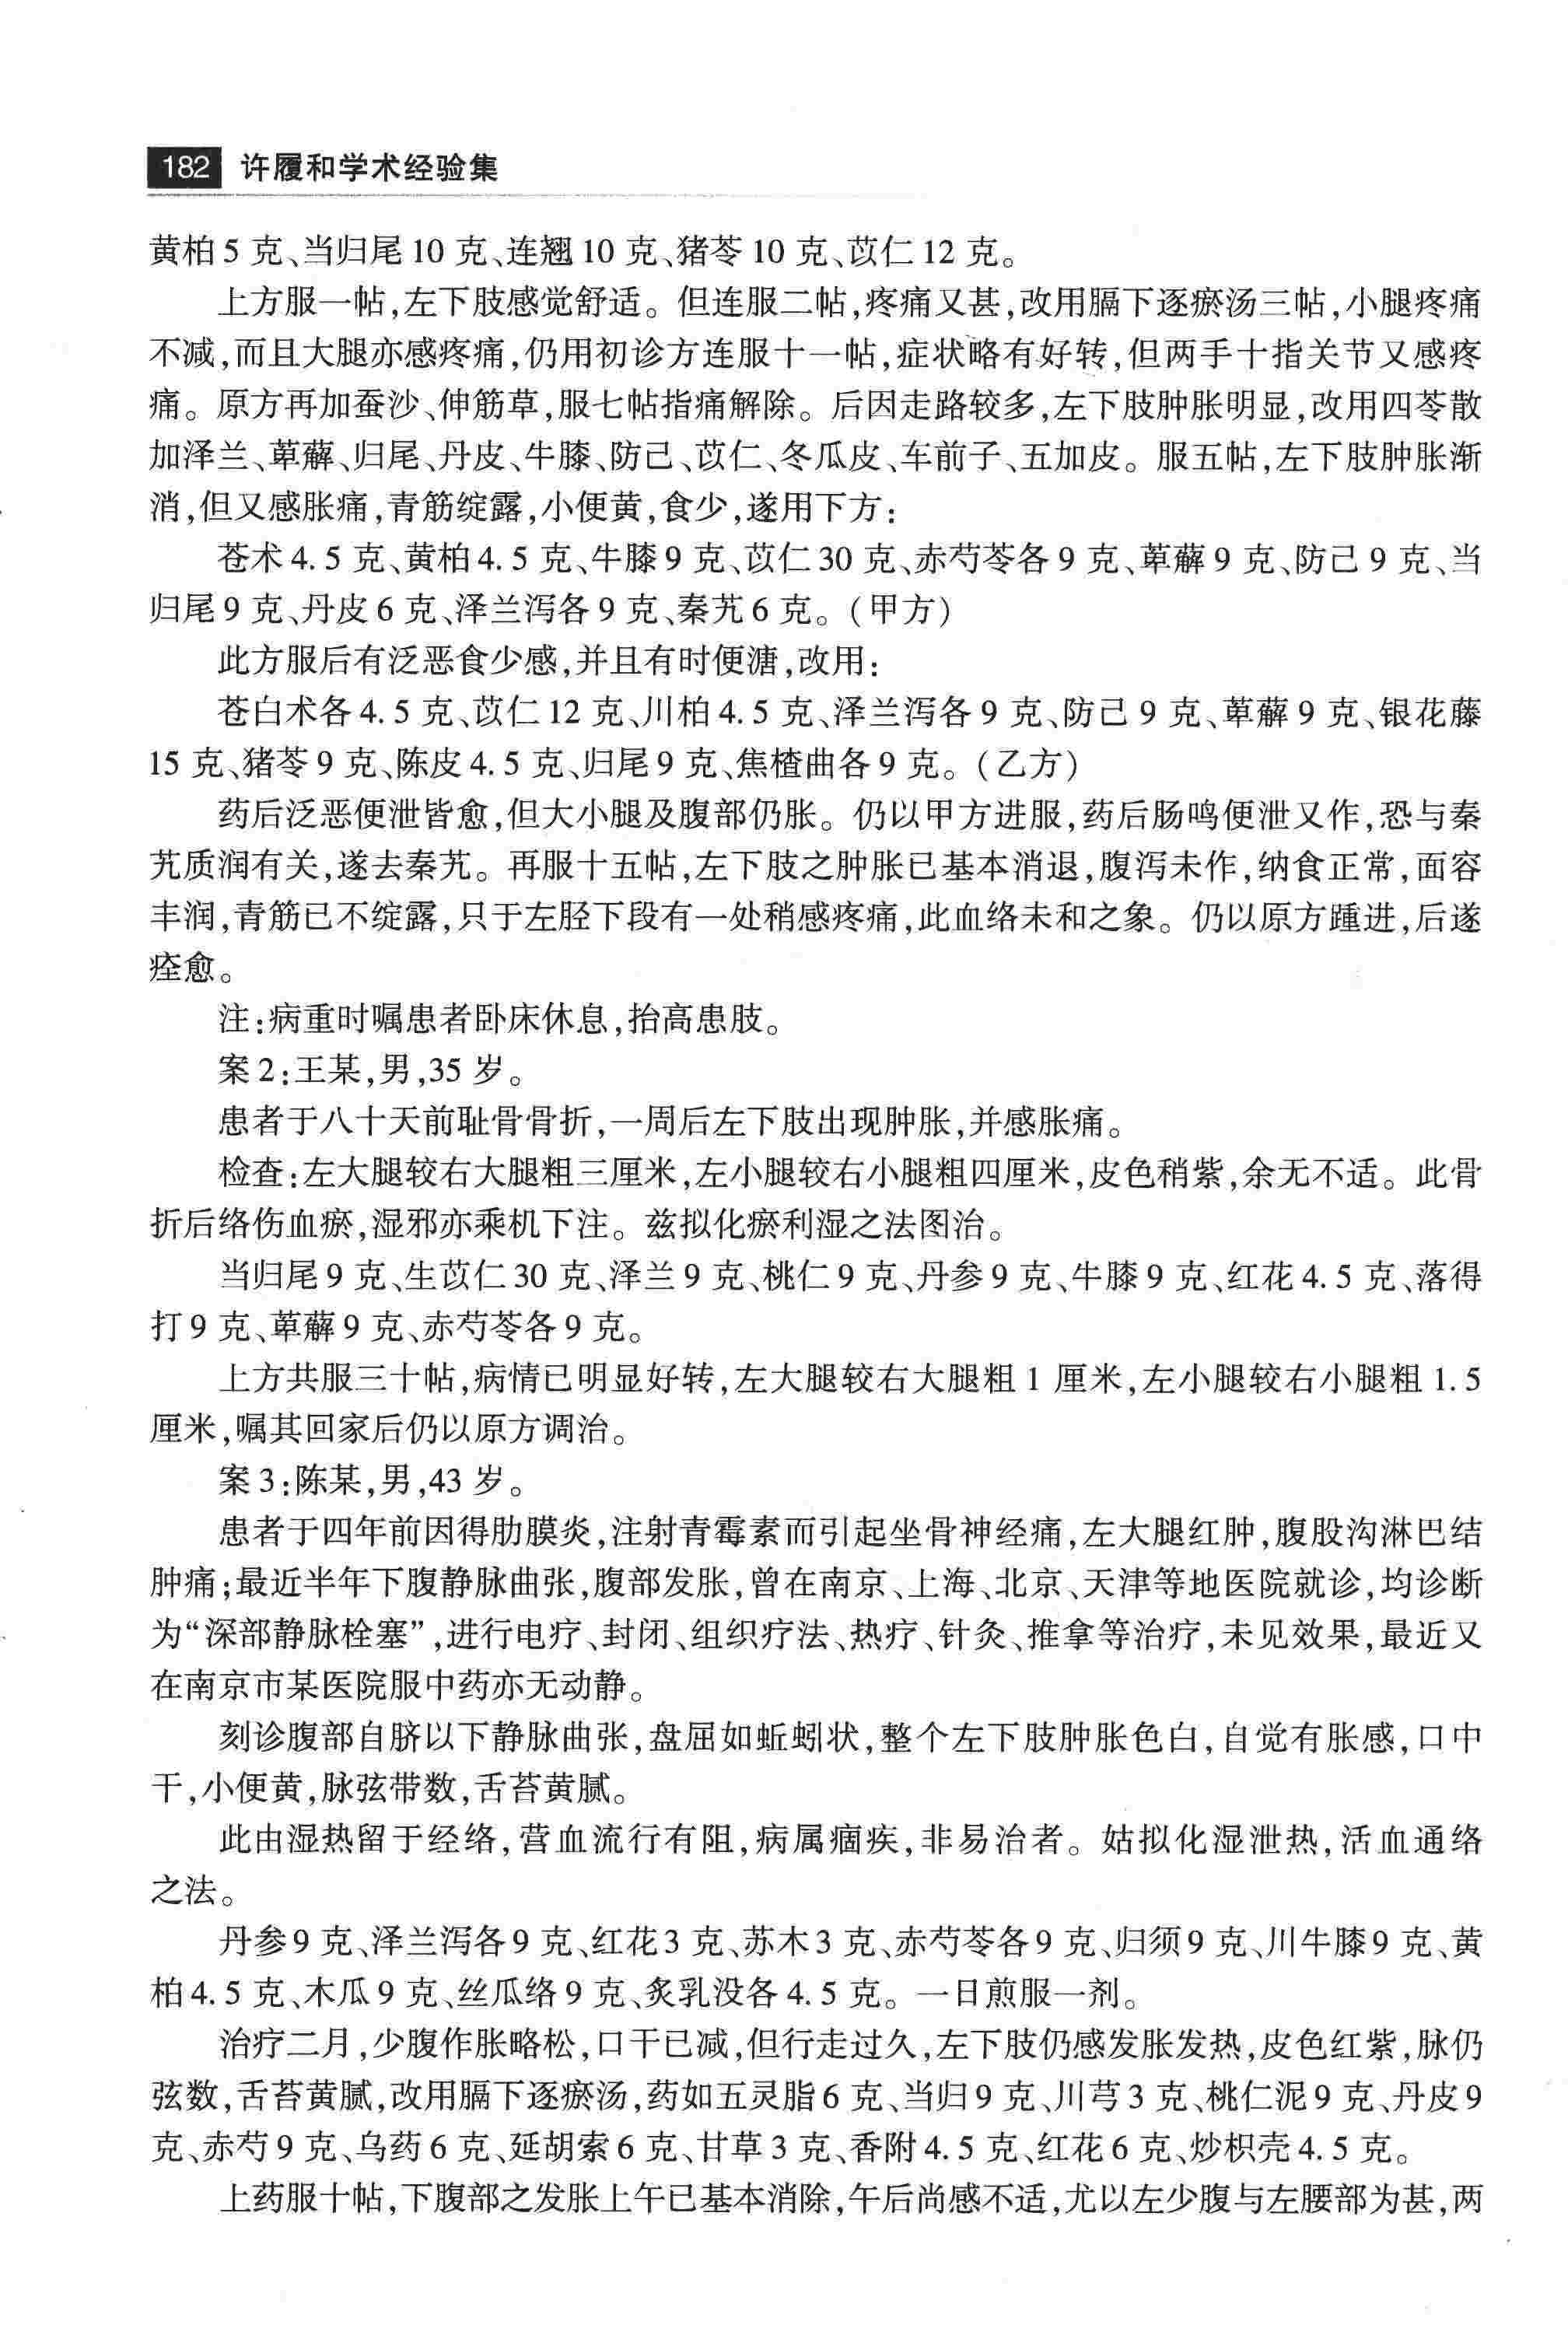 182 许履和学术经验集
黄柏5克、当归尾10克、连翘10克、猪苓10克、苡仁12克。
上方服一帖,左下肢感觉舒适。但连服二帖,疼痛又甚,改用膈下逐瘀汤三帖,小腿疼痛
不减,而且大腿亦感疼痛,仍用初诊方连服十一帖,症状略有好转,但两手十指关节又感疼
痛。原方再加蚕沙、伸筋草,服七帖指痛解除。后因走路较多,左下肢肿胀明显,改用四苓散
加泽兰、萆薢、归尾、丹皮、牛膝、防己、苡仁、冬瓜皮、车前子、五加皮。服五帖,左下肢肿胀渐
消,但又感胀痛,青筋绽露,小便黄,食少,遂用下方:
苍术4.5克、黄柏4.5克、牛膝9克、苡仁30克、赤芍苓各9克、萆薢9克、防己9克、当
归尾9克、丹皮6克、泽兰泻各9克、秦艽6克。(甲方)
此方服后有泛恶食少感,并且有时便溏,改用:
苍白术各4.5克、苡仁12克、川柏4.5克、泽兰泻各9克、防己9克、萆薢9克、银花藤
15克、猪苓9克、陈皮4.5克、归尾9克、焦楂曲各9克。(乙方)
药后泛恶便泄皆愈,但大小腿及腹部仍胀。仍以甲方进服,药后肠鸣便泄又作,恐与秦
艽质润有关,遂去秦艽。再服十五帖,左下肢之肿胀已基本消退,腹泻未作,纳食正常,面容
丰润,青筋已不绽露,只于左胫下段有一处稍感疼痛,此血络未和之象。仍以原方踵进,后遂
痊愈。
注:病重时嘱患者卧床休息,抬高患肢。
案2:王某,男,35岁。
患者于八十天前耻骨骨折,一周后左下肢出现肿胀,并感胀痛。
检查:左大腿较右大腿粗三厘米,左小腿较右小腿粗四厘米,皮色稍紫,余无不适。此骨
折后络伤血瘀,湿邪亦乘机下注。兹拟化瘀利湿之法图治。
当归尾9克、生苡仁30克、泽兰9克、桃仁9克、丹参9克、牛膝9克、红花4.5克、落得
打9克、萆薢9克、赤芍苓各9克。
上方共服三十帖,病情已明显好转,左大腿较右大腿粗1厘米,左小腿较右小腿粗1.5
厘米,嘱其回家后仍以原方调治。
案3:陈某,男,43岁。
患者于四年前因得肋膜炎,注射青霉素而引起坐骨神经痛,左大腿红肿,腹股沟淋巴结
肿痛;最近半年下腹静脉曲张,腹部发胀,曾在南京、上海、北京、天津等地医院就诊,均诊断
为“深部静脉栓塞”,进行电疗、封闭、组织疗法、热疗、针灸、推拿等治疗,未见效果,最近又
在南京市某医院服中药亦无动静。
刻诊腹部自脐以下静脉曲张,盘屈如蚯蚓状,整个左下肢肿胀色白,自觉有胀感,口中
干,小便黄,脉弦带数,舌苔黄腻。
此由湿热留于经络,营血流行有阻,病属痼疾,非易治者。姑拟化湿泄热,活血通络
之法。
丹参9克、泽兰泻各9克、红花3克、苏木3克、赤芍苓各9克、归须9克、川牛膝9克、黄
柏4.5克、木瓜9克、丝瓜络9克、炙乳没各4.5克。一日煎服一剂。
治疗二月,少腹作胀略松,口干已减,但行走过久,左下肢仍感发胀发热,皮色红紫,脉仍
弦数,舌苔黄腻,改用膈下逐瘀汤,药如五灵脂6克、当归9克、川芎3克、桃仁泥9克、丹皮9
克、赤芍9克、乌药6克、延胡索6克、甘草3克、香附4.5克、红花6克、炒枳壳4.5克。
上药服十帖,下腹部之发胀上午已基本消除,午后尚感不适,尤以左少腹与左腰部为甚,两